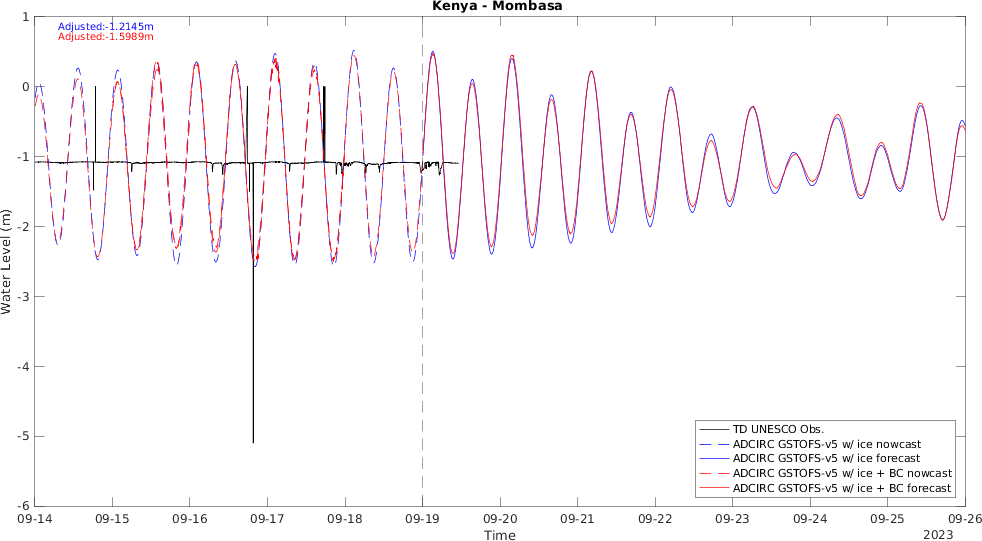 Kenya - Mombasa
Adjusted:-1.2145m
Adjusted:-1.5989m
1
0
-1
-2
-3
-4
-5
-6
Water Level (m)
TD UNESCO Obs.
ADCIRC GSTOFS-v5 w/ ice nowcast
ADCIRC GSTOFS-v5 w/ ice forecast
ADCIRC GSTOFS-v5 w/ ice + BC nowcast
ADCIRC GSTOFS-v5 w/ ice + BC forecast
09-14 09-15 09-16 09-17 09-18 09-19 09-20 09-21 09-22 09-23 09-24 09-25 09-26
Time 2023